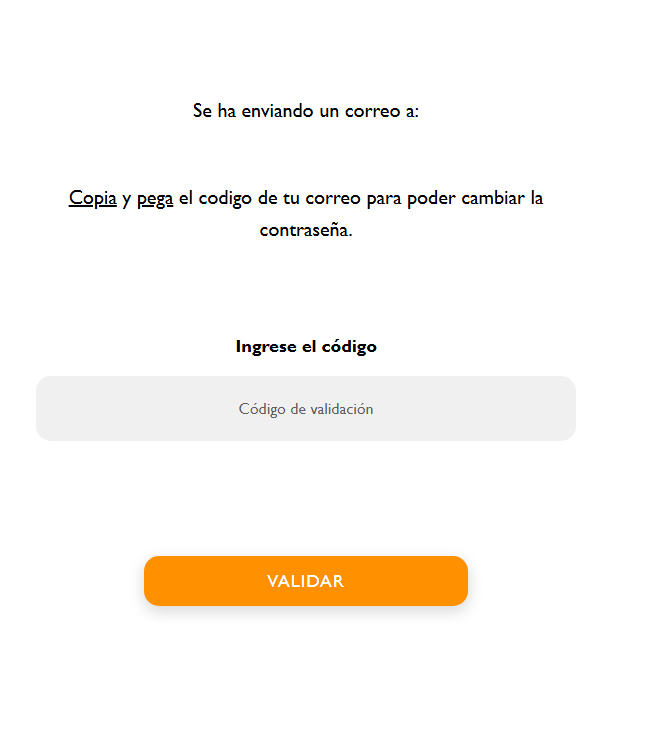 Se ha enviando un correo a:
Copia y pega el codigo de tu correo para poder cambiar la
contraseña.
Ingrese el código
Código de validación
VALIDAR